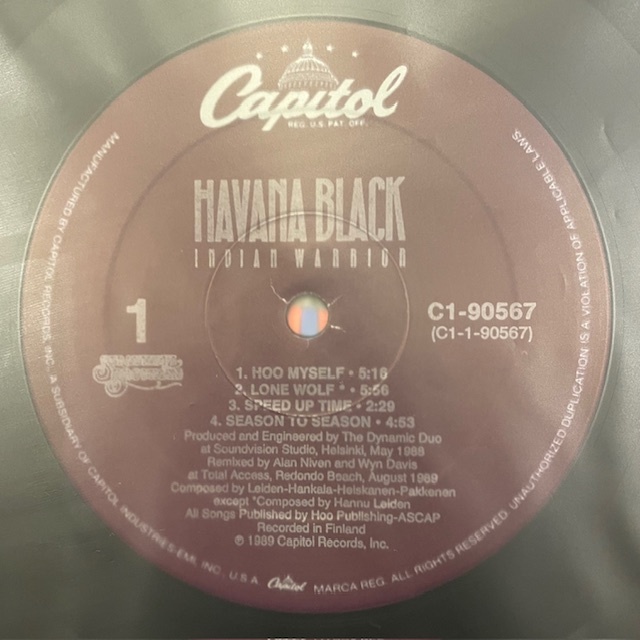 Capitol
REG. U.S. PAT. OFF.
HAVANA BLACK
INDIAN WARRIOR
1
C1-90567
(C1-1-90567)
1. HOO MYSELF • 5:16
2. LONE WOLF * • 5:56
3. SPEED UP TIME • 2:29
4. SEASON TO SEASON • 4:53
Produced and Engineered by The Dynamic Duo
at Soundvision Studio, Helsinki, May 1988
Remixed by Alan Niven and Wyn Davis
at Total Access, Redondo Beach, August 1989
Composed by Leiden-Hankala-Heiskanen-Pakkanen
except *Composed by Hannu Leiden
All Songs Published by Hoo Publishing-ASCAP
Recorded in Finland
℗ 1989 Capitol Records, Inc.
MANUFACTURED BY CAPITOL RECORDS, INC., A SUBSIDIARY OF CAPITOL INDUSTRIES-EMI, INC., U.S.A. Capitol MARCA REG. ALL RIGHTS RESERVED. UNAUTHORIZED DUPLICATION IS A VIOLATION OF APPLICABLE LAWS.